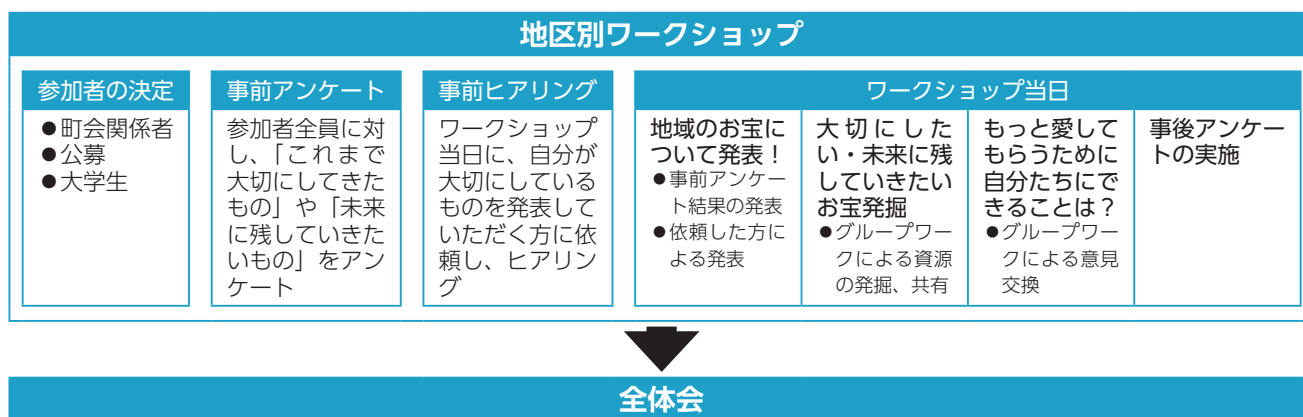 地区別ワークショップ
参加者の決定
●町会関係者
●公募
●大学生
事前アンケート
参加者全員に対
し、「これまで
大切にしてきた
もの」や「未来
に残していきた
いもの」をアン
ケート
事前ヒアリング
ワークショップ
当日に、自分が
大切にしている
ものを発表して
いただく方に依
頼し、ヒアリン
グ
ワークショップ当日
地域のお宝に
ついて発表！
●事前アンケー
ト結果の発表
●依頼した方に
よる発表
大切にした
い・未来に残
していきたい
お宝発掘
●グループワー
クによる資源
の発掘、共有
もっと愛して
もらうために
自分たちにで
きることは？
●グループワー
クによる意見
交換
事後アンケー
トの実施
全体会